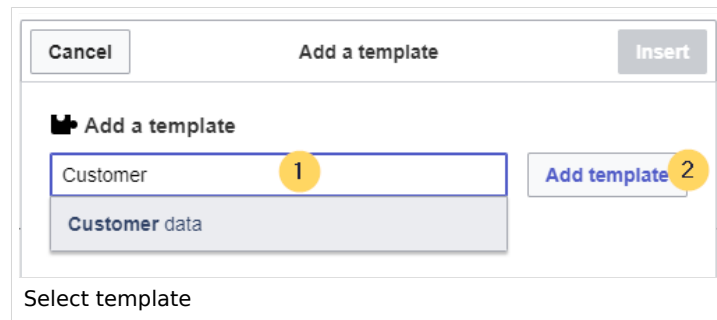 Cancel Add a template Insert
Add a template
Customer 1 Add template 2
Customer data
Select template